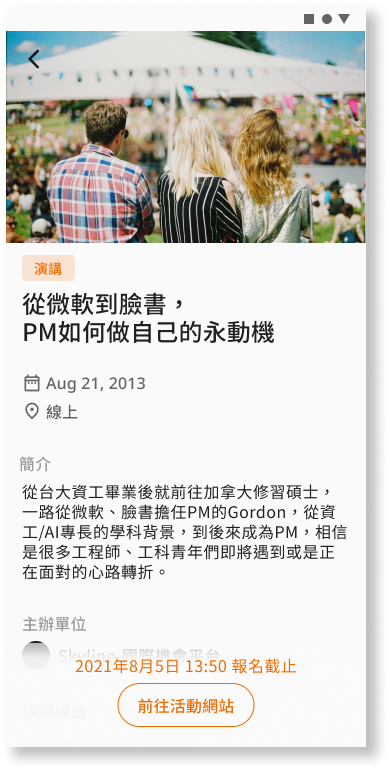 演講
從微軟到臉書，
PM如何做自己的永動機
Aug 21, 2013
線上
簡介
從台大資工畢業後就前往加拿大修習碩士，
一路從微軟、臉書擔任PM的Gordon，從資
工/AI專長的學科背景，到後來成為PM，相信
是很多工程師、工科青年們即將遇到或是正
在面對的心路轉折。
主辦單位
Skyline 國際機會平台
2021年8月5日 13:50 報名截止
前往活動網站